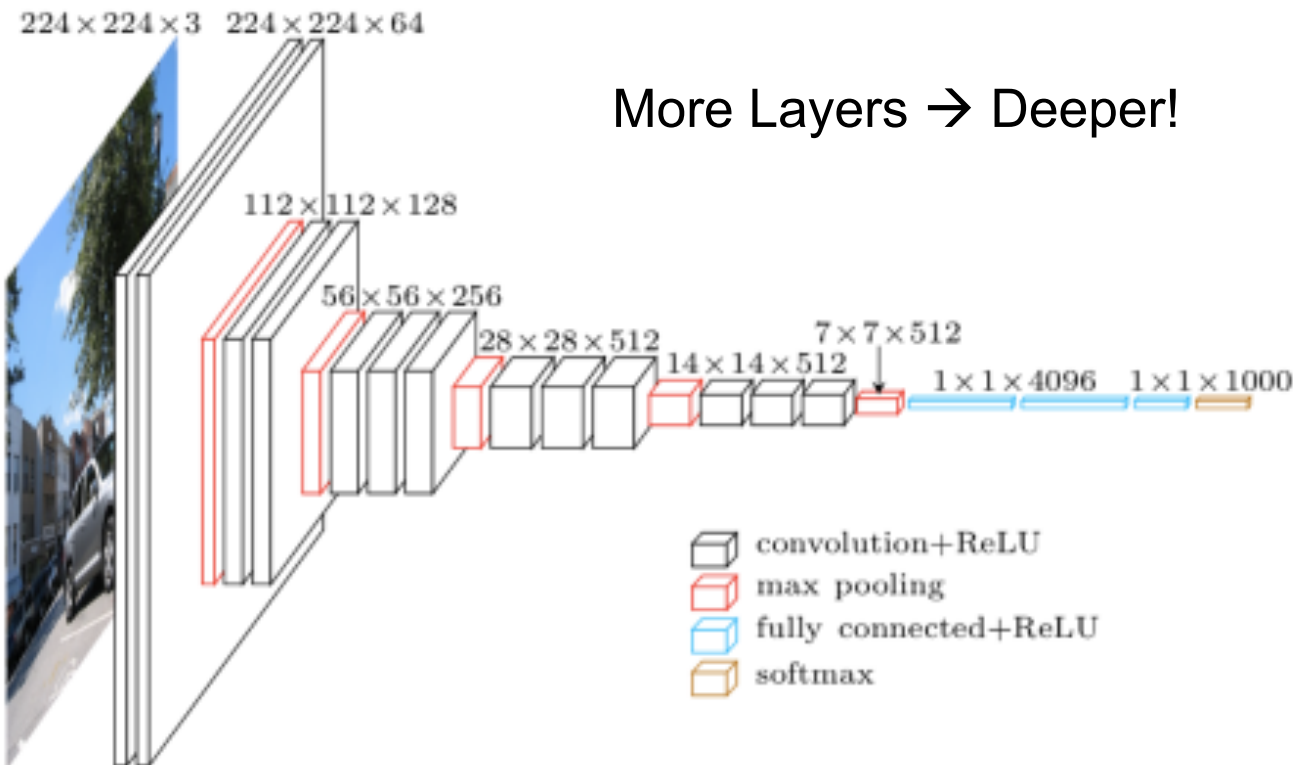 224×224×3 224×224×64
More Layers → Deeper!
112×112×128
56×56×256
28×28×512
14×14×512
7×7×512
1×1×4096 1×1×1000
convolution+ReLU
max pooling
fully connected+ReLU
softmax